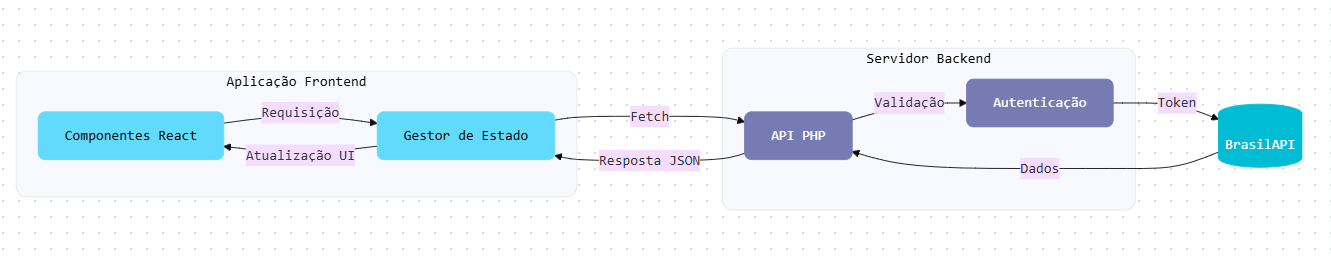 Aplicação Frontend
Componentes React
Requisição
Atualização UI
Gestor de Estado
Fetch
Resposta JSON
Servidor Backend
API PHP
Validação
Autenticação
Token
Dados
BrasilAPI